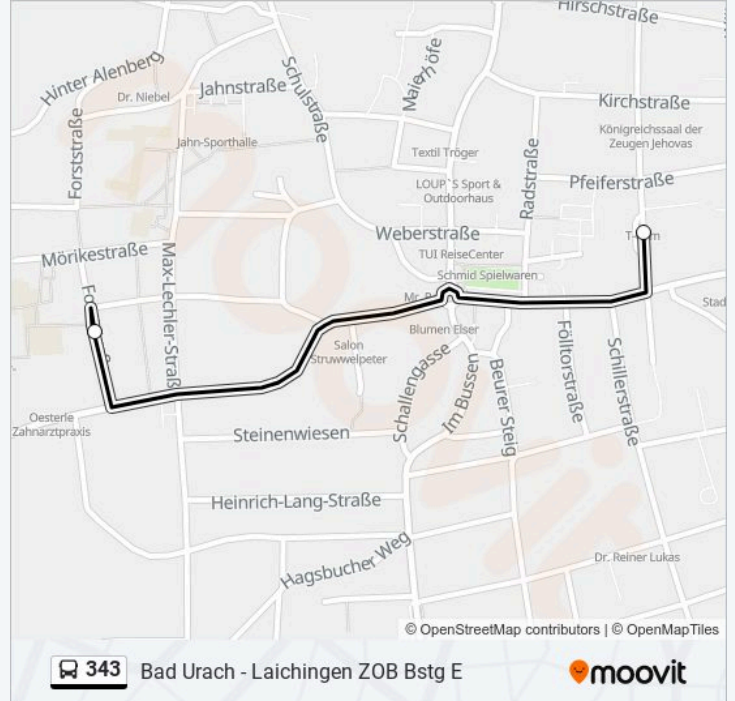 Hirschstraße
Hinter Alenberg
Dr. Niebel
Jahnstraße
Schulstraße
Kirchstraße
Königreichssaal der
Zeugen Jehovas
Forststraße
Jahn-Sporthalle
Textil Tröger
LOUP`S Sport &
Outdoorhaus
Radstraße
Pfeiferstraße
Weberstraße
Mörikestraße
TUI ReiseCenter
Schmid Spielwaren
Max-Lechler-Straß
Blumen Elser
Salon
Struwwelpeter
Schallengasse
Im Bussen
Beurer Steig
Fölltorstraße
Schillerstraße
Stad
Oesterle
Zahnarztpraxis
Steinenwiesen
Heinrich-Lang-Straße
Hagsbucher Weg
Dr. Reiner Lukas
© OpenStreetMap contributors | © OpenMapTiles
343 Bad Urach - Laichingen ZOB Bstg E
moovit